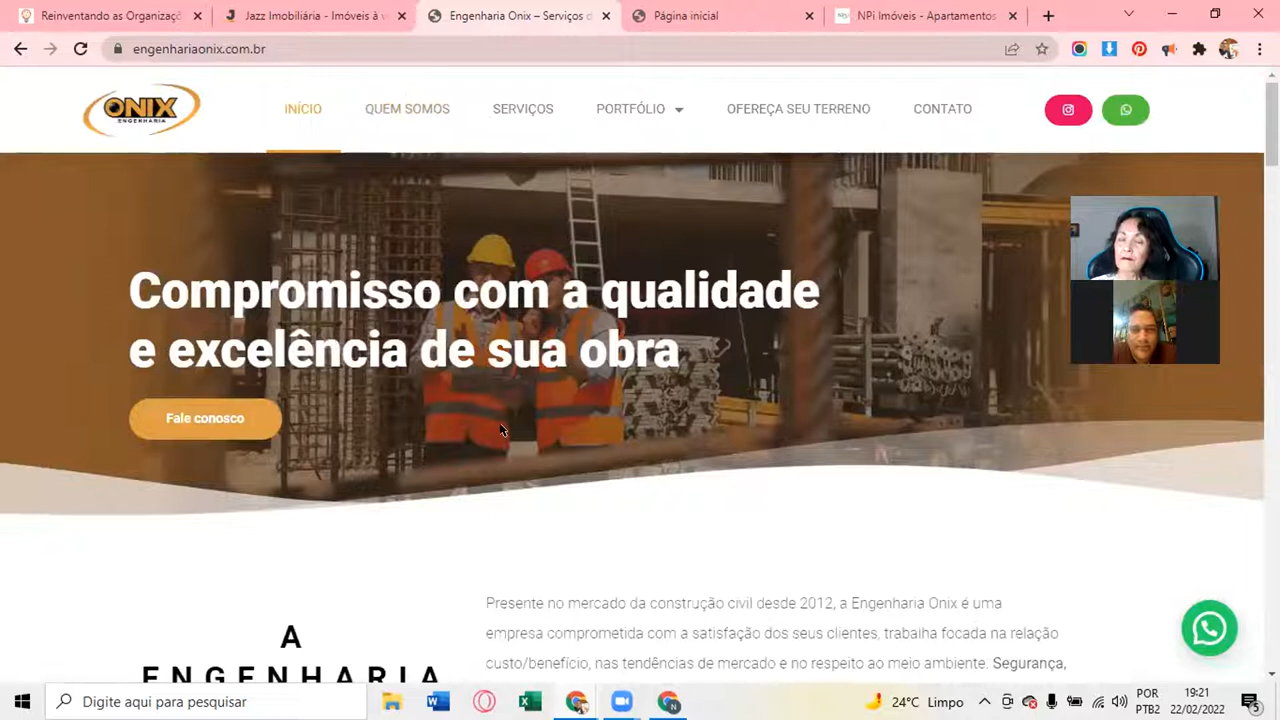 Reinventando as Organizaçõ
Jazz Imobiliária - Imóveis à v
Engenharia Onix – Serviços d
Página inicial
NPi Imóveis - Apartamentos
engenhariaonix.com.br
ONIX
ENGENHARIA
INÍCIO
QUEM SOMOS
SERVIÇOS
PORTFÓLIO
OFEREÇA SEU TERRENO
CONTATO
Compromisso com a qualidade
e excelência de sua obra
Fale conosco
A
ENGENHARIA
Presente no mercado da construção civil desde 2012, a Engenharia Onix é uma
empresa comprometida com a satisfação dos seus clientes, trabalha focada na relação
custo/benefício, nas tendências de mercado e no respeito ao meio ambiente. Segurança,
Digite aqui para pesquisar
24°C Limpo
POR
PTB2
19:21
22/02/2022
5